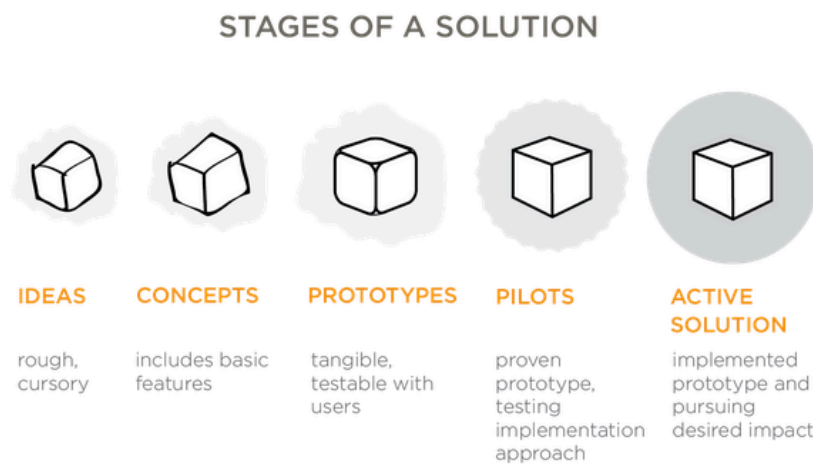 STAGES OF A SOLUTION
IDEAS
rough,
cursory
CONCEPTS
includes basic
features
PROTOTYPES
tangible,
testable with
users
PILOTS
proven
prototype,
testing
implementation
approach
ACTIVE
SOLUTION
implemented
prototype and
pursuing
desired impact